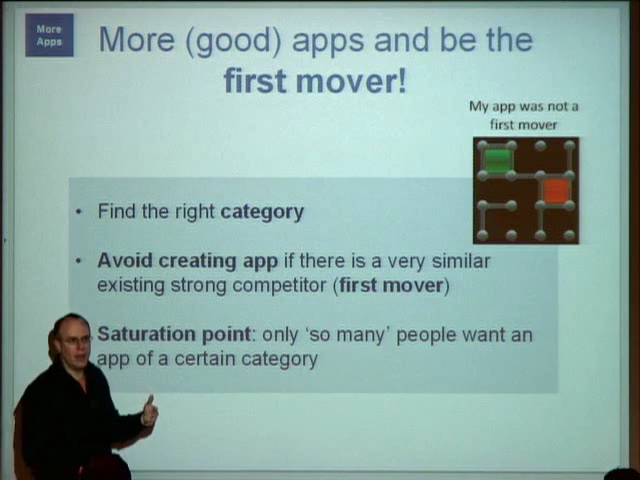 More
Apps
More (good) apps and be the
first mover!
My app was not a
first mover
• Find the right category
• Avoid creating app if there is a very similar
existing strong competitor (first mover)
Saturation point: only ‘so many’ people want an
app of a certain category